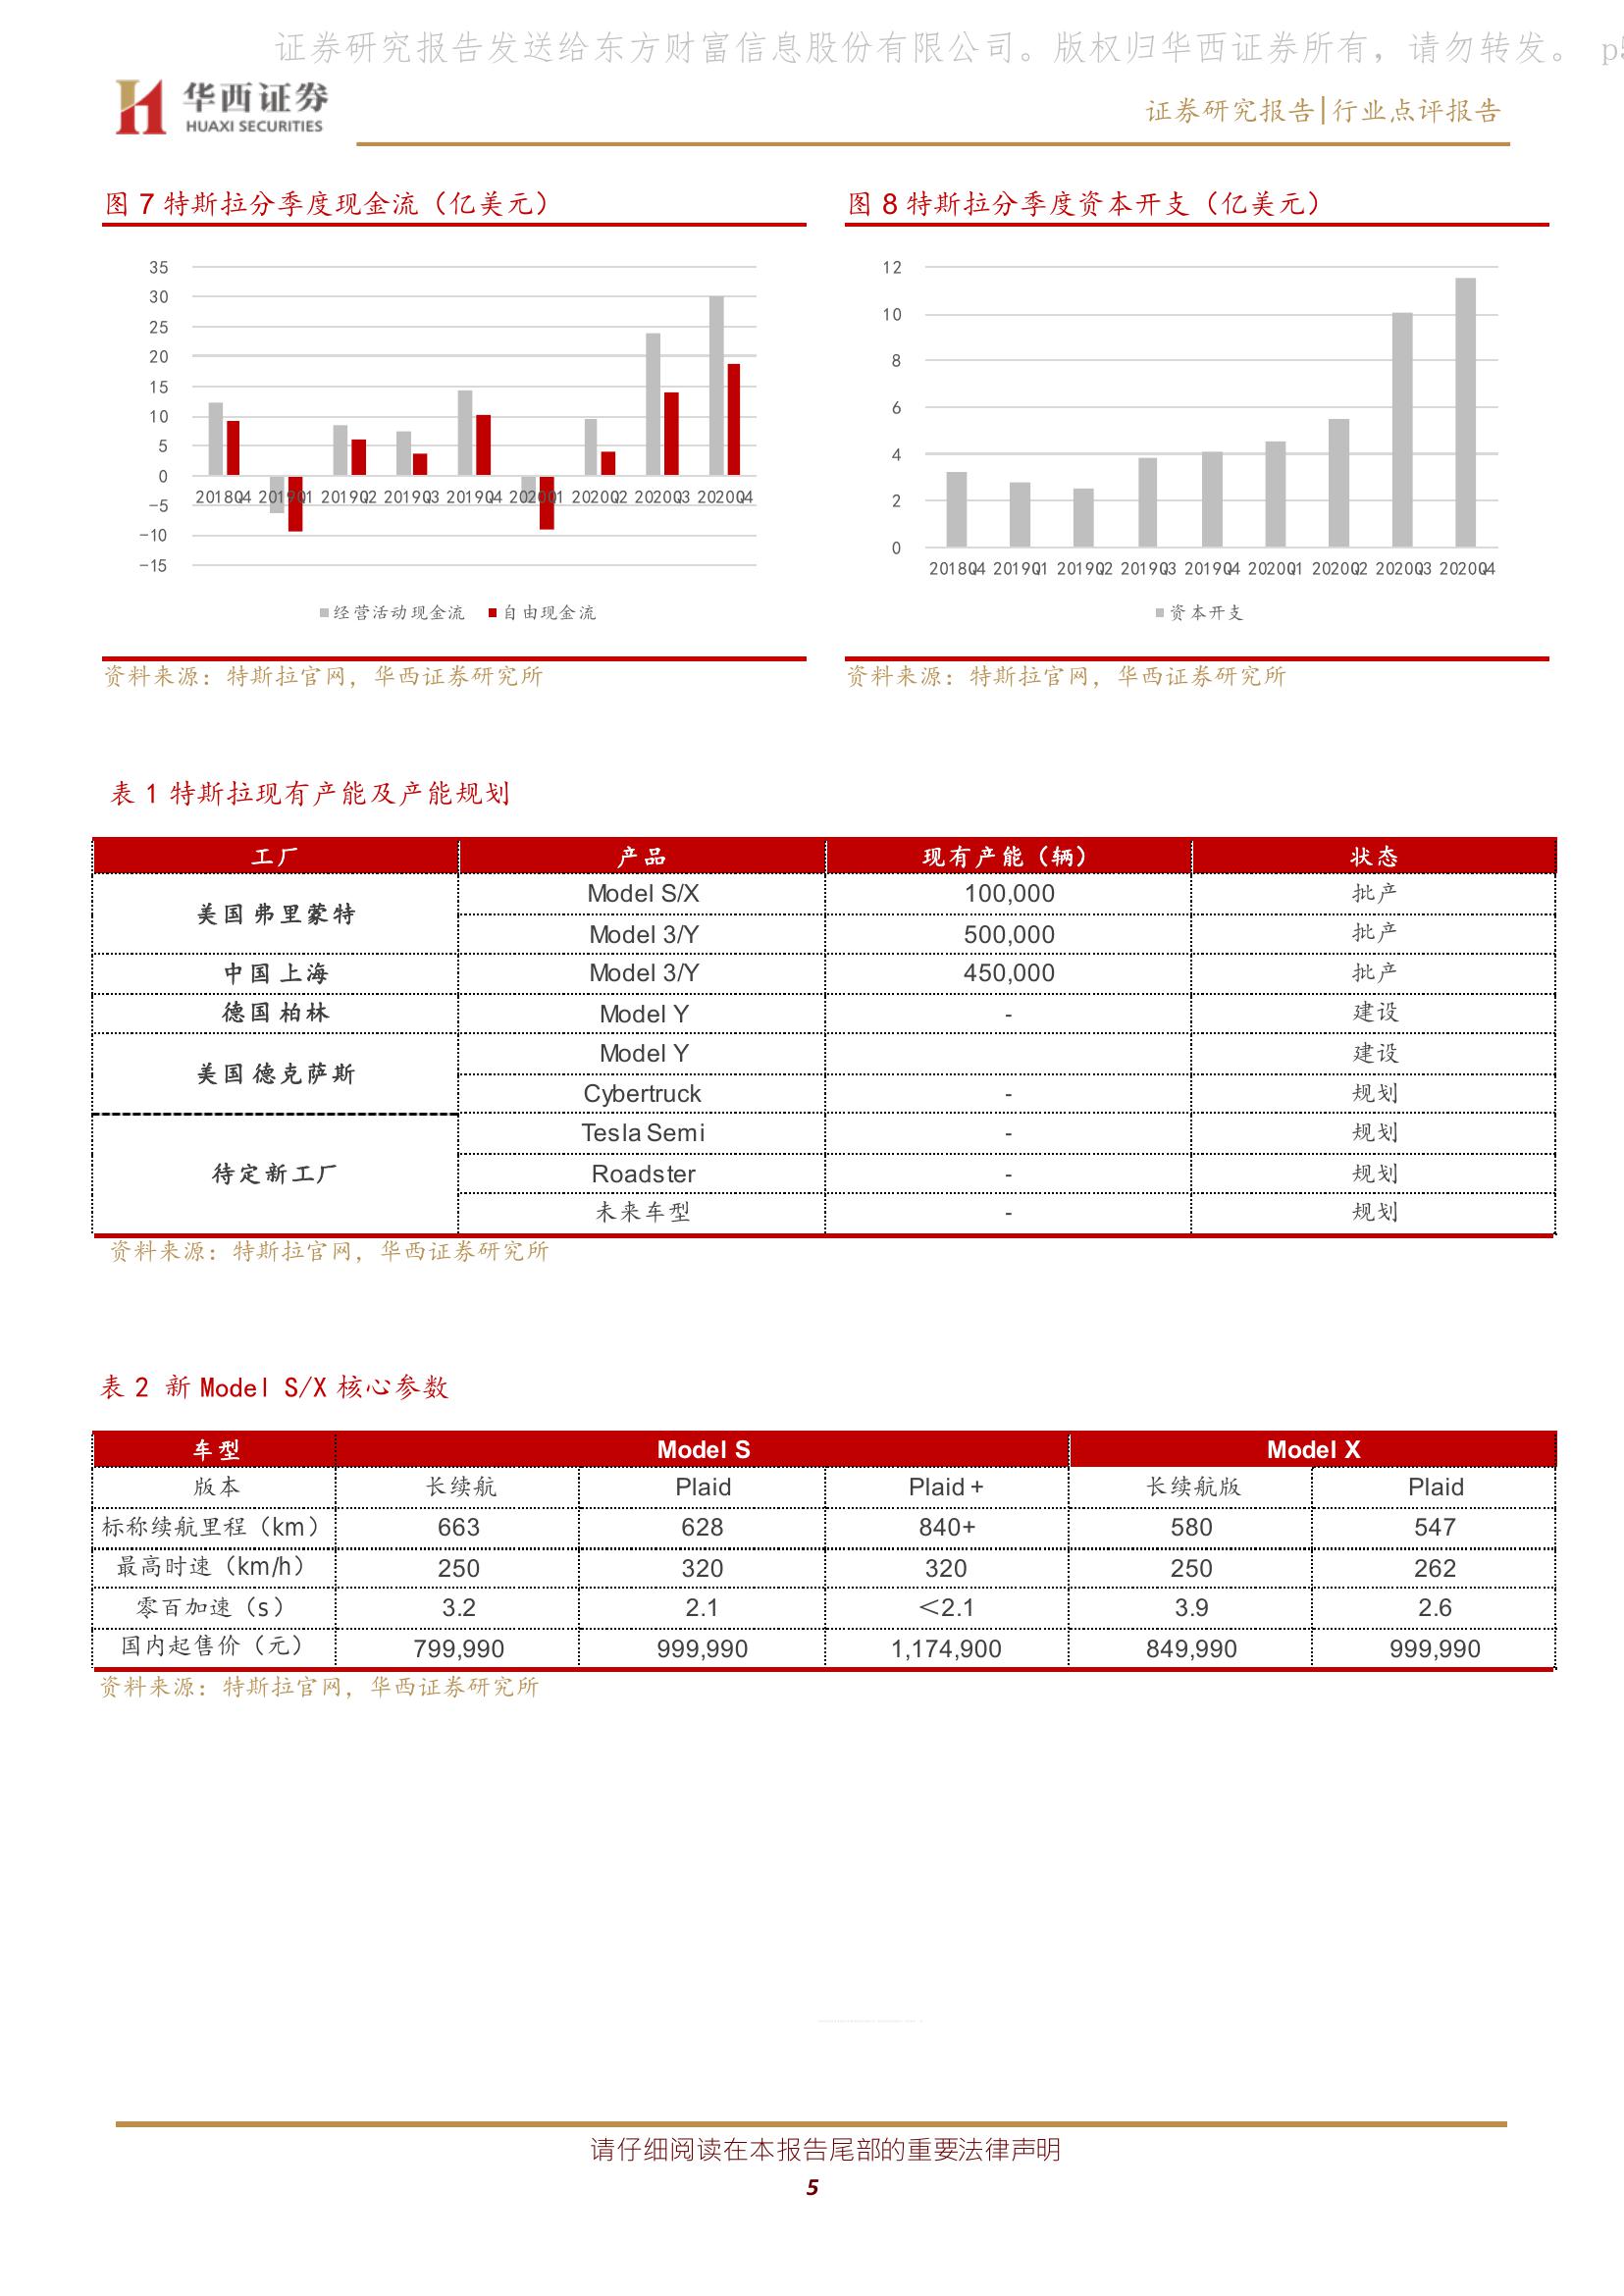 证券研究报告发送给东方财富信息股份有限公司。版权归华西证券所有，请勿转发。 p5
华西证券
HUAXI SECURITIES
证券研究报告|行业点评报告
图 7 特斯拉分季度现金流（亿美元）
35
30
25
20
15
10
5
0
-5
-10
-15
2018Q4 2019Q1 2019Q2 2019Q3 2019Q4 2020Q1 2020Q2 2020Q3 2020Q4
经营活动现金流 自由现金流
资料来源：特斯拉官网，华西证券研究所
图 8 特斯拉分季度资本开支（亿美元）
12
10
8
6
4
2
0
2018Q4 2019Q1 2019Q2 2019Q3 2019Q4 2020Q1 2020Q2 2020Q3 2020Q4
资本开支
资料来源：特斯拉官网，华西证券研究所
表 1 特斯拉现有产能及产能规划
工厂 产品 现有产能（辆） 状态
美国 弗里蒙特 Model S/X 100,000 批产
Model 3/Y 500,000 批产
中国 上海 Model 3/Y 450,000 批产
德国 柏林 Model Y - 建设
美国 德克萨斯 Model Y 建设
Cybertruck - 规划
待定新工厂 Tesla Semi - 规划
Roadster - 规划
未来车型 - 规划
资料来源：特斯拉官网，华西证券研究所
表 2 新 Model S/X 核心参数
车型 Model S Model X
版本 长续航 Plaid Plaid + 长续航版 Plaid
标称续航里程（km） 663 628 840+ 580 547
最高时速（km/h） 250 320 320 250 262
零百加速（s） 3.2 2.1 ＜2.1 3.9 2.6
国内起售价（元） 799,990 999,990 1,174,900 849,990 999,990
资料来源：特斯拉官网，华西证券研究所
请仔细阅读在本报告尾部的重要法律声明
5